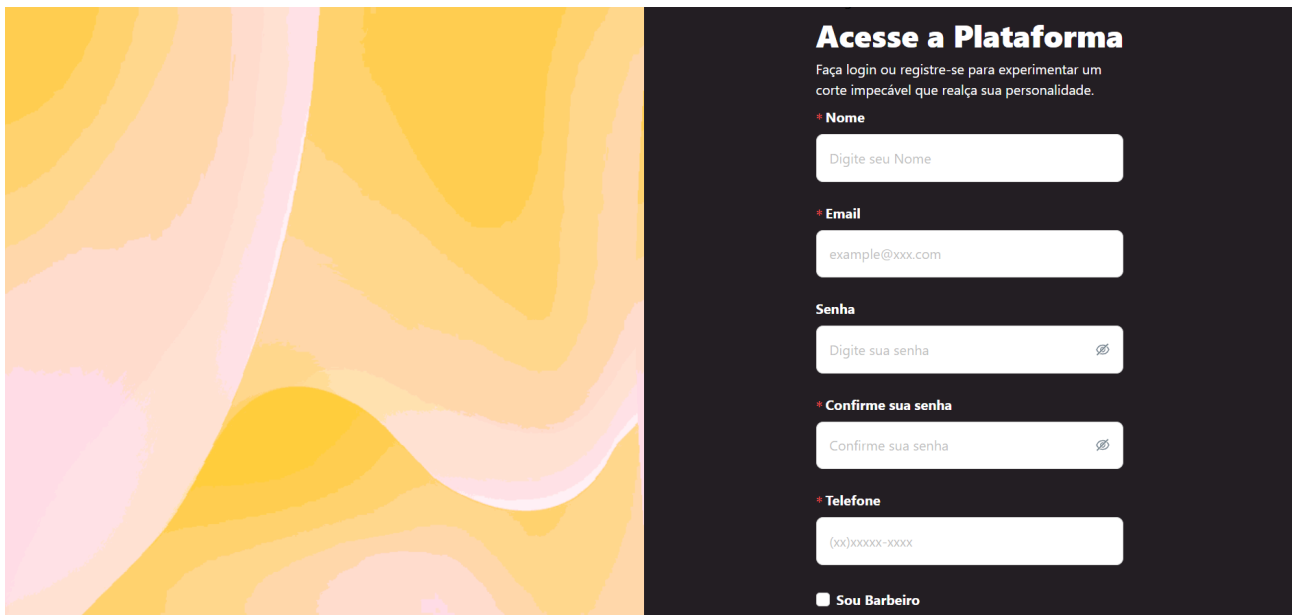 Acesse a Plataforma
Faça login ou registre-se para experimentar um
corte impecável que realça sua personalidade.
* Nome
Digite seu Nome
* Email
example@xxx.com
Senha
Digite sua senha
* Confirme sua senha
Confirme sua senha
* Telefone
(xx)xxxxx-xxxx
Sou Barbeiro